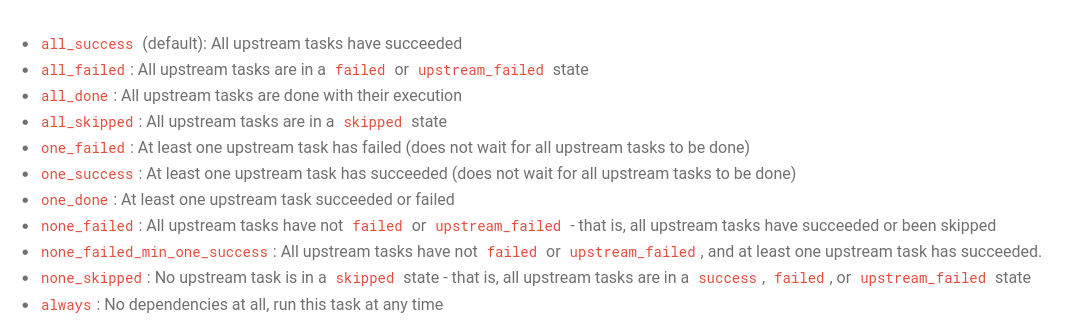 • all_success (default): All upstream tasks have succeeded
• all_failed : All upstream tasks are in a failed or upstream_failed state
• all_done : All upstream tasks are done with their execution
• all_skipped : All upstream tasks are in a skipped state
• one_failed : At least one upstream task has failed (does not wait for all upstream tasks to be done)
• one_success : At least one upstream task has succeeded (does not wait for all upstream tasks to be done)
• one_done : At least one upstream task succeeded or failed
• none_failed : All upstream tasks have not failed or upstream_failed - that is, all upstream tasks have succeeded or been skipped
• none_failed_min_one_success : All upstream tasks have not failed or upstream_failed , and at least one upstream task has succeeded.
• none_skipped : No upstream task is in a skipped state - that is, all upstream tasks are in a success , failed , or upstream_failed state
• always : No dependencies at all, run this task at any time